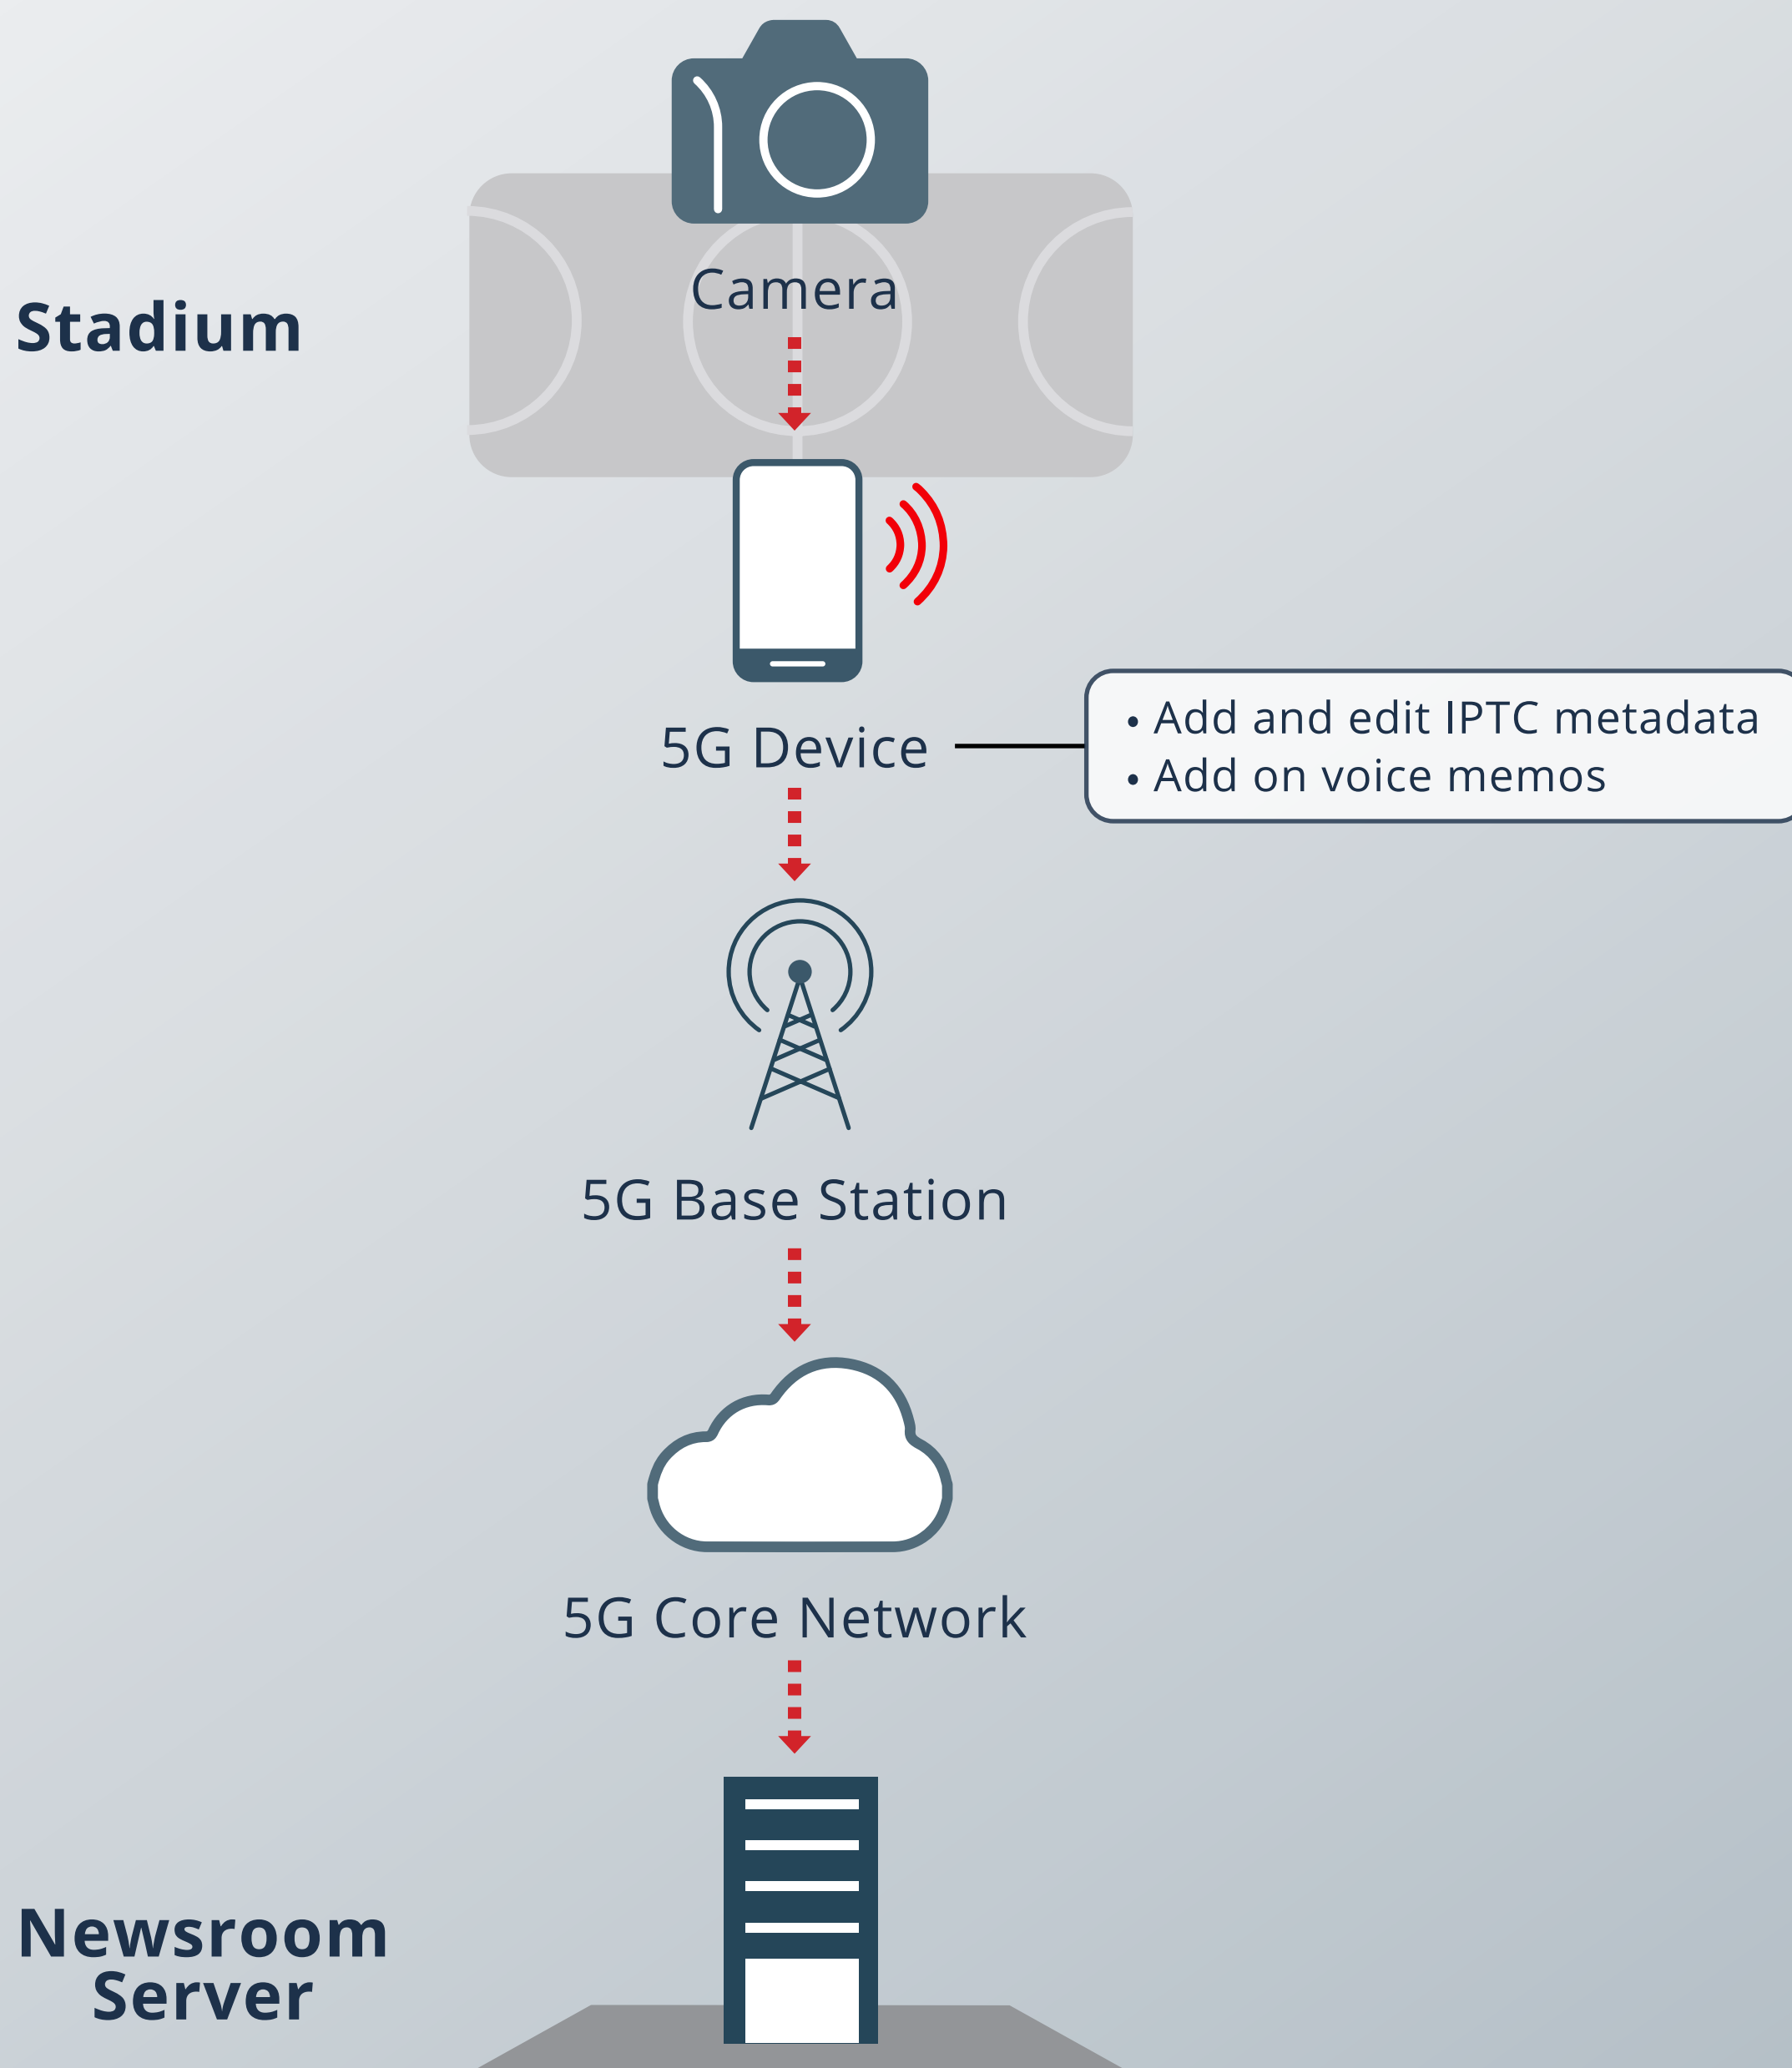 Camera
Stadium
5G Device
• Add and edit IPTC metadata
• Add on voice memos
5G Base Station
5G Core Network
Newsroom
Server